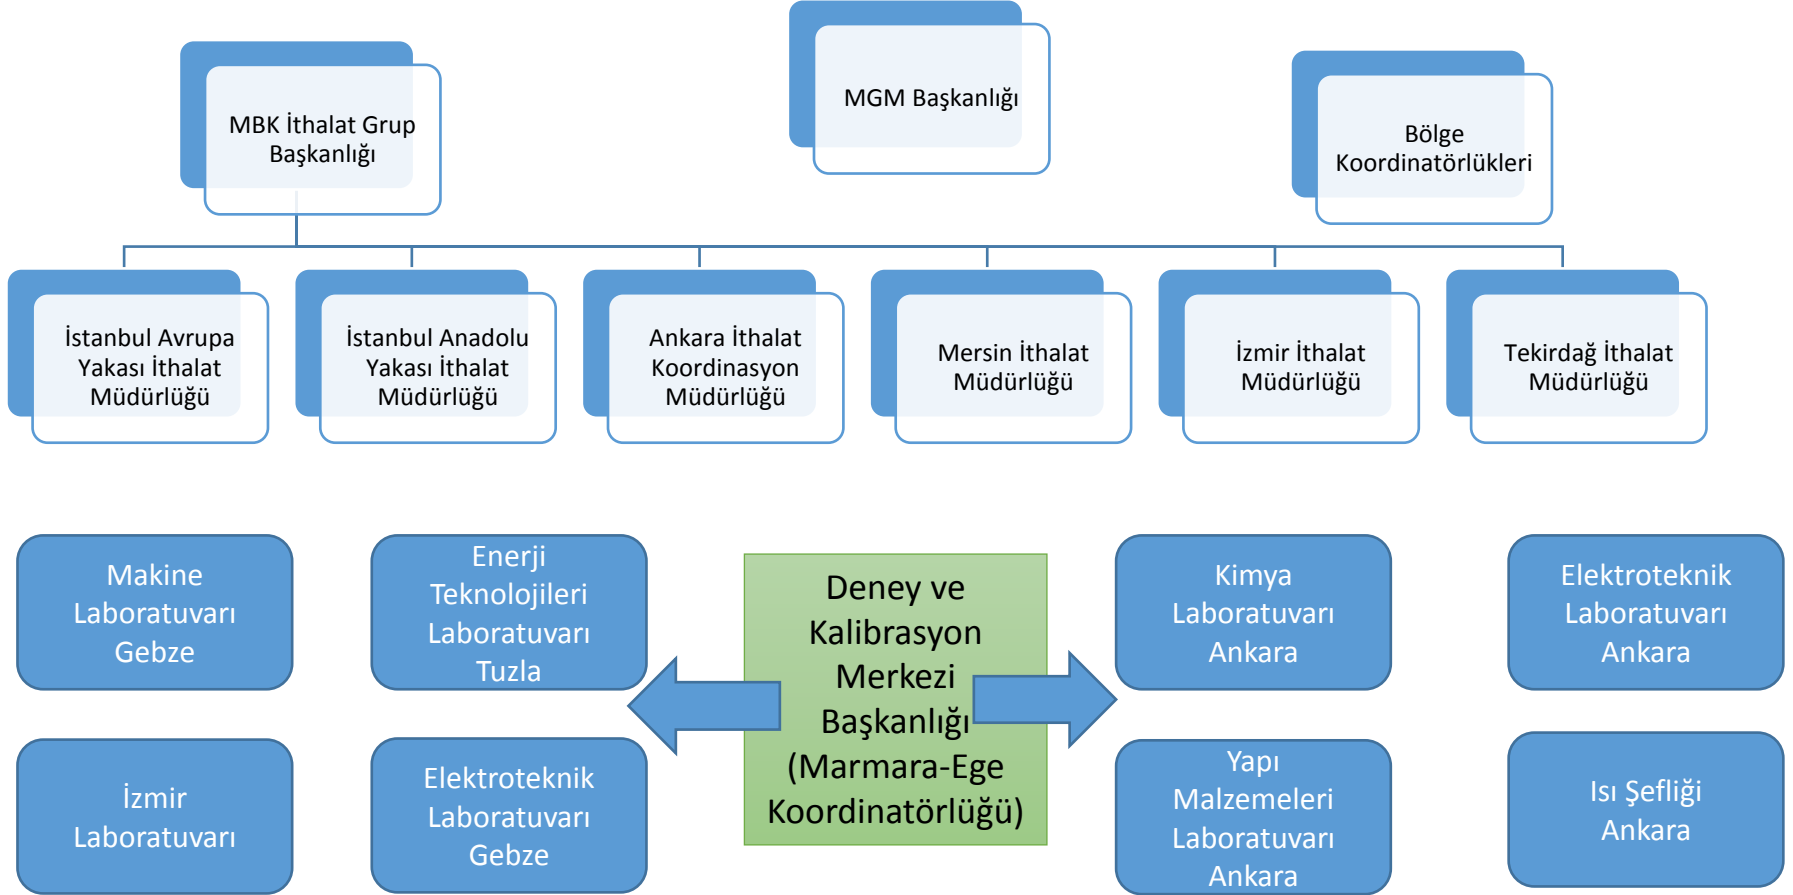 MBK İthalat Grup
Başkanlığı
MGM Başkanlığı
Bölge
Koordinatörlükleri
İstanbul Avrupa
Yakası İthalat
Müdürlüğü
İstanbul Anadolu
Yakası İthalat
Müdürlüğü
Ankara İthalat
Koordinasyon
Müdürlüğü
Mersin İthalat
Müdürlüğü
İzmir İthalat
Müdürlüğü
Tekirdağ İthalat
Müdürlüğü
Makine
Laboratuvarı
Gebze
Enerji
Teknolojileri
Laboratuvarı
Tuzla
Deney ve
Kalibrasyon
Merkezi
Başkanlığı
(Marmara-Ege
Koordinatörlüğü)
Kimya
Laboratuvarı
Ankara
Elektroteknik
Laboratuvarı
Ankara
İzmir
Laboratuvarı
Elektroteknik
Laboratuvarı
Gebze
Yapı
Malzemeleri
Laboratuvarı
Ankara
Isı Şefliği
Ankara